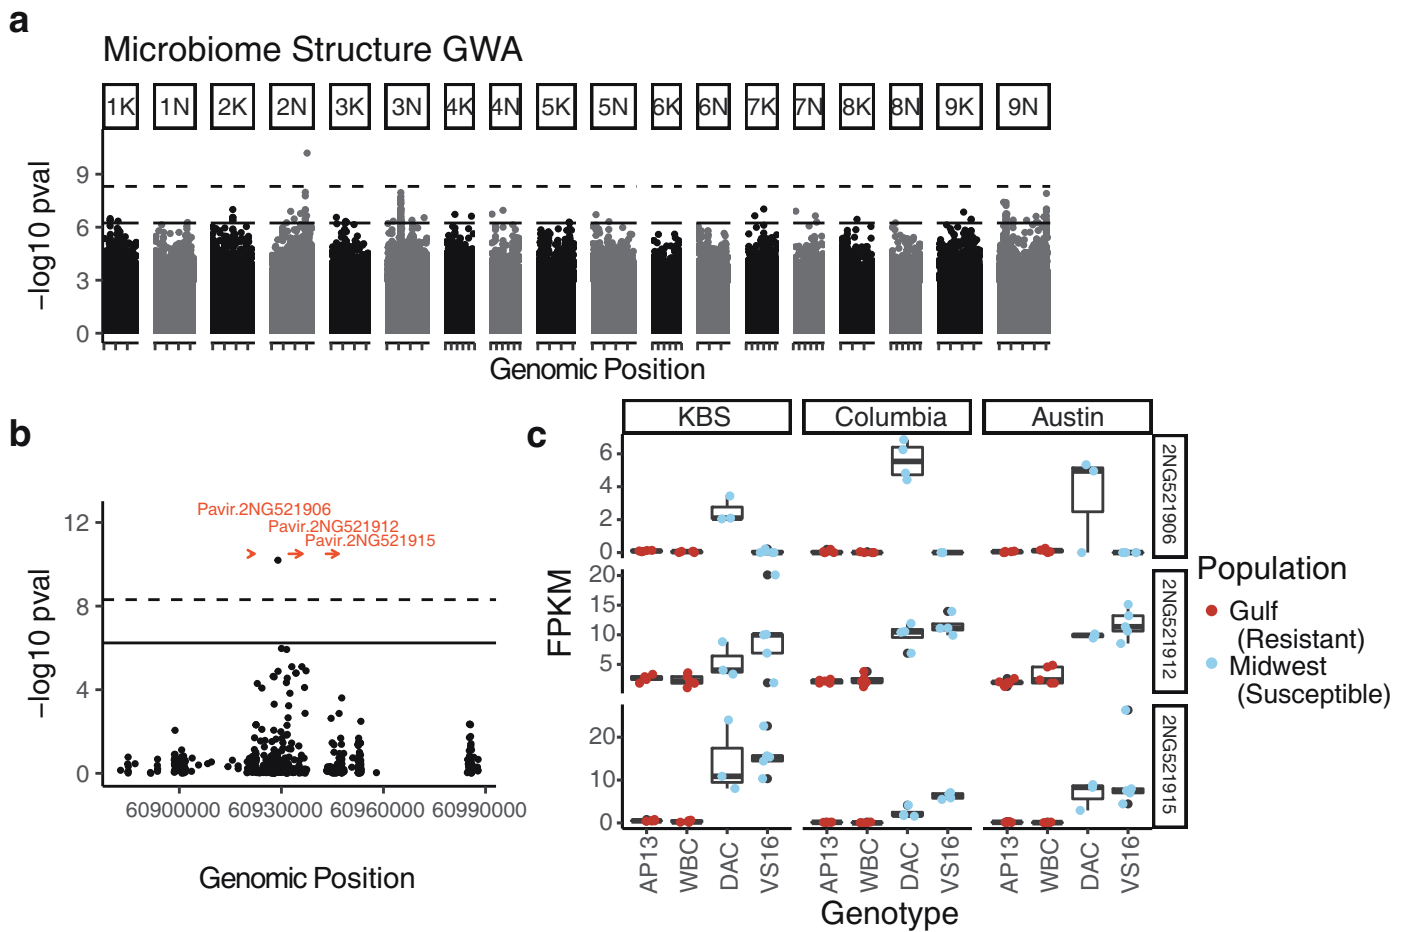 a
Microbiome Structure GWA
1K 1N 2K 2N 3K 3N 4K 4N 5K 5N 6K 6N 7K 7N 8K 8N 9K 9N
−log10 pval
9
6
3
0
Genomic Position
b
−log10 pval
12
8
4
0
Pavir.2NG521906
Pavir.2NG521912
Pavir.2NG521915
60900000 60930000 60960000 60990000
Genomic Position
c
KBS Columbia Austin
FPKM
6
4
2
0
2NG521906
20
15
10
5
2NG521912
20
10
0
2NG521915
AP13 WBC DAC VS16 AP13 WBC DAC VS16 AP13 WBC DAC VS16
Genotype
Population
Gulf
(Resistant)
Midwest
(Susceptible)